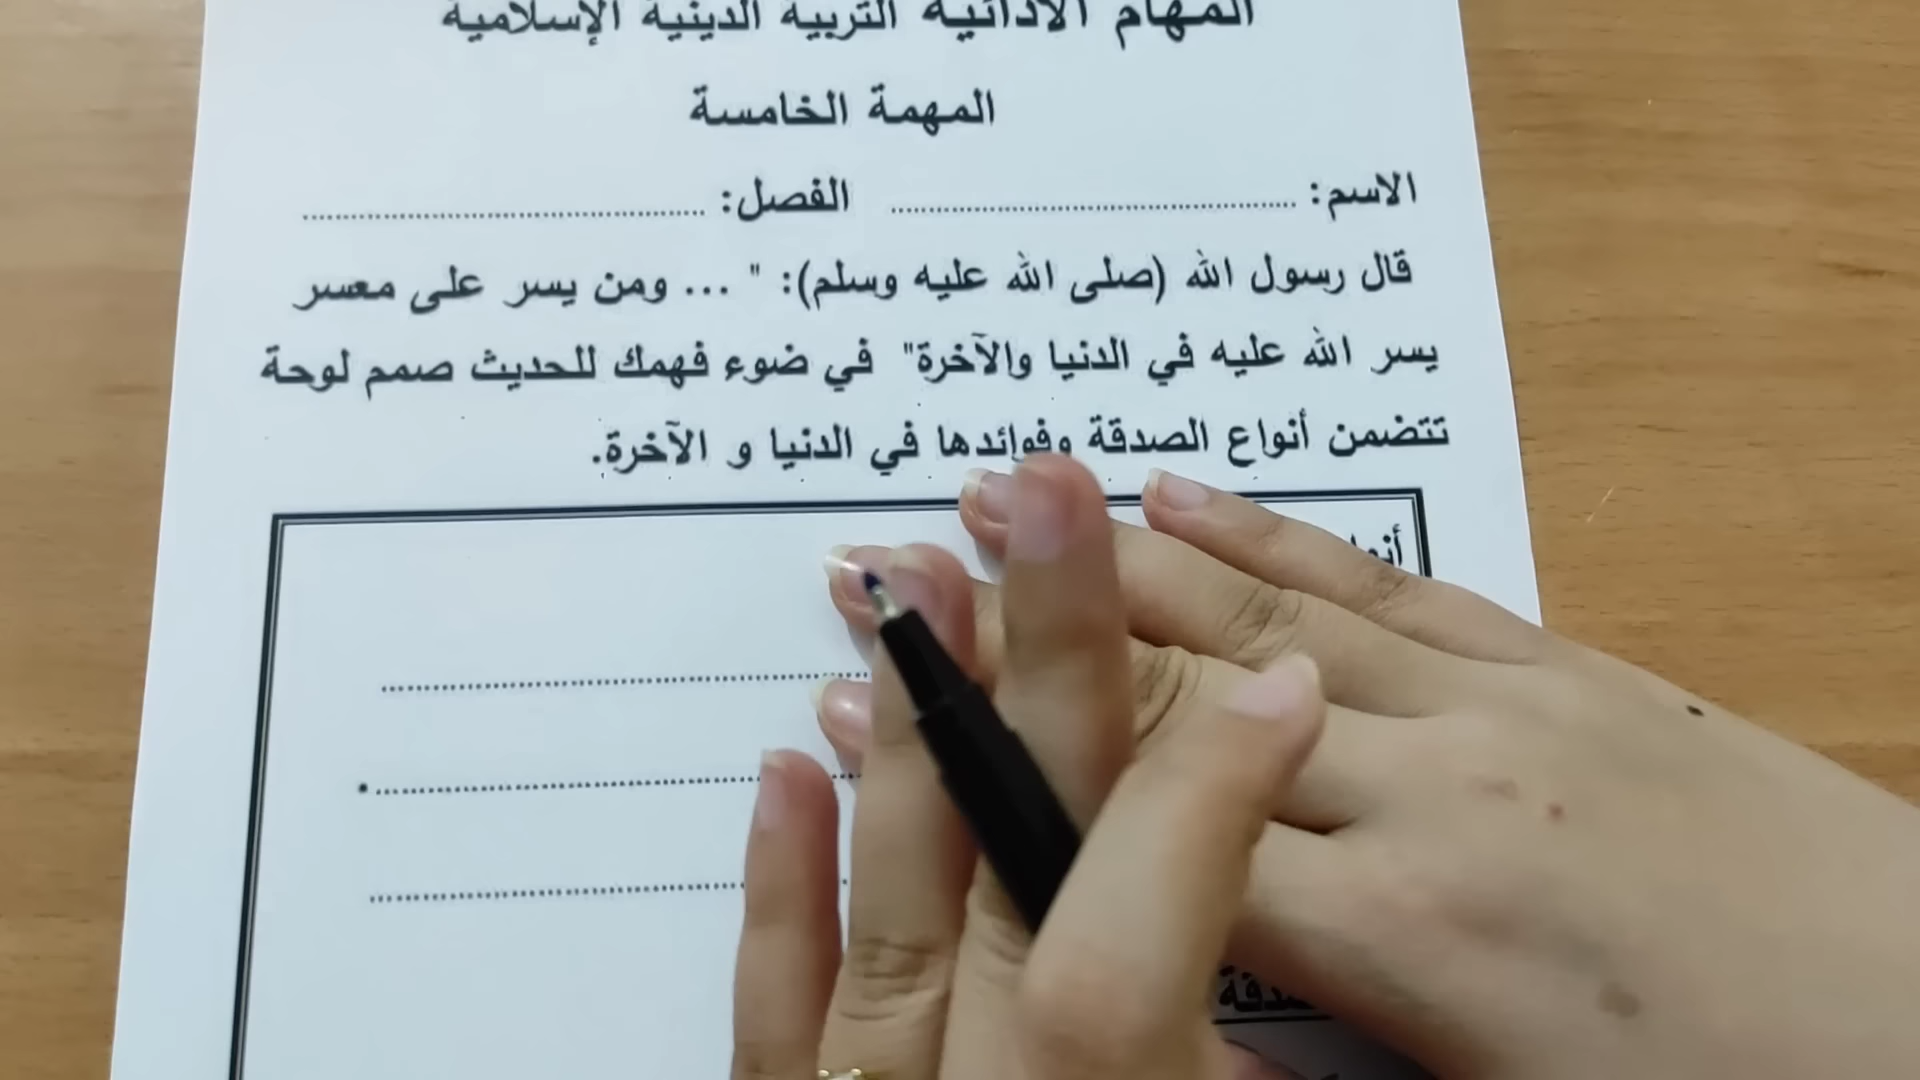 المهام الأدائية التربية الدينية الإسلامية
المهمة الخامسة
الاسم: ........................ الفصل: ........................
قال رسول الله (صلى الله عليه وسلم): " ... ومن يسر على معسر
يسر الله عليه في الدنيا والآخرة" في ضوء فهمك للحديث صمم لوحة
تتضمن أنواع الصدقة وفوائدها في الدنيا و الآخرة.